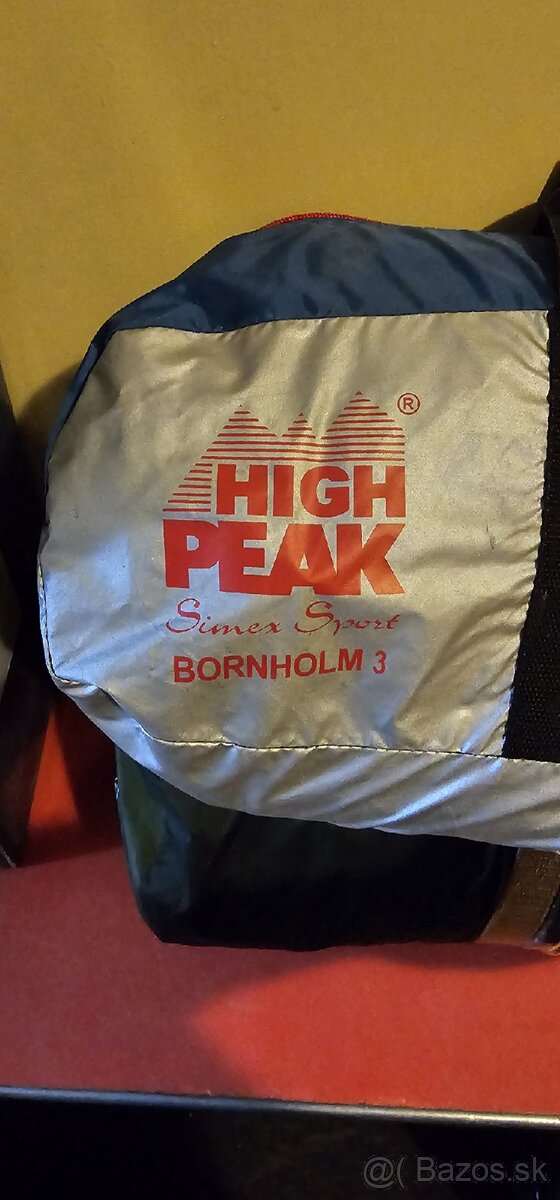 ®
HIGH
PEAK
Simex Sport
BORNHOLM 3
@( Bazos.sk